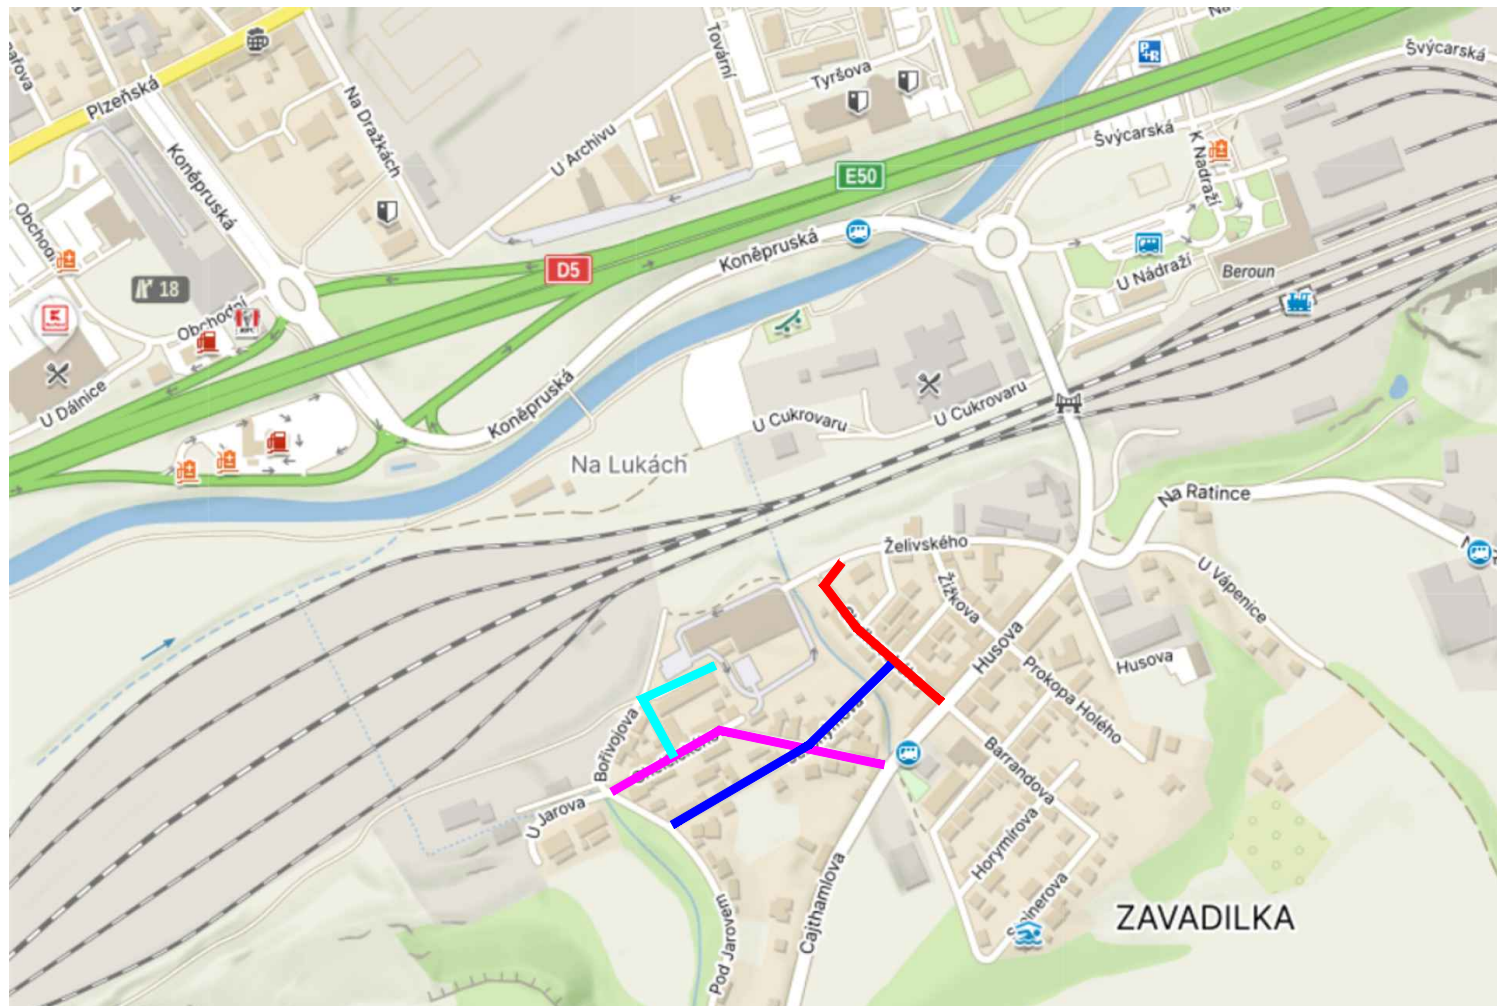 Plzeňská
Na Dražkách
Tovární
Tyršova
Švýcarská
P+R
Švýcarská
K Nádraží
U Archivu
E50
Koněpruská
Obchodní
D5
18
Koněpruská
U Nádraží
Beroun
Obchodní
U Dálnice
Koněpruská
U Cukrovaru
U Cukrovaru
Na Lukách
Na Ratince
Želivského
Žižkova
U Vápenice
Husova
Husova
Prokopa Holého
Bořivojova
Barrandova
U Jarova
Horymírova
Cajthamlova
Pod Jarovem
ZAVADILKA